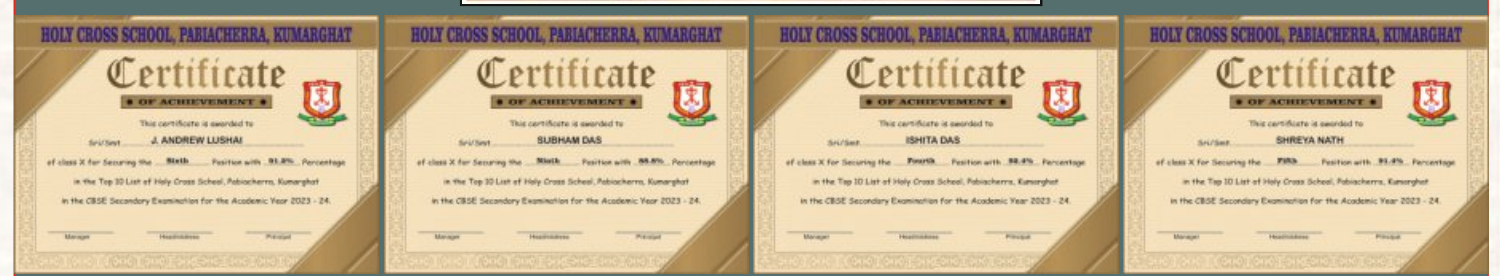 HOLY CROSS SCHOOL, PABIACHERRA, KUMARGHAT
Certificate
OF ACHIEVEMENT
This certificate is awarded to
Sri/Smt J. ANDREW LUSHAI
of class X for Securing the Sixth Position with Percentage
in the Top 10 List of Holy Cross School, Pabiacherra, Kumarghat
in the CBSE Secondary Examination for the Academic Year 2023 - 24.
Manager Headmistress Principal
HOLY CROSS SCHOOL, PABIACHERRA, KUMARGHAT
Certificate
OF ACHIEVEMENT
This certificate is awarded to
Sri/Smt SUBHAM DAS
of class X for Securing the Ninth Position with Percentage
in the Top 10 List of Holy Cross School, Pabiacherra, Kumarghat
in the CBSE Secondary Examination for the Academic Year 2023 - 24.
Manager Headmistress Principal
HOLY CROSS SCHOOL, PABIACHERRA, KUMARGHAT
Certificate
OF ACHIEVEMENT
This certificate is awarded to
Sri/Smt ISHITA DAS
of class X for Securing the Fourth Position with Percentage
in the Top 10 List of Holy Cross School, Pabiacherra, Kumarghat
in the CBSE Secondary Examination for the Academic Year 2023 - 24.
Manager Headmistress Principal
HOLY CROSS SCHOOL, PABIACHERRA, KUMARGHAT
Certificate
OF ACHIEVEMENT
This certificate is awarded to
Sri/Smt SHREYA NATH
of class X for Securing the Fifth Position with 91.4% Percentage
in the Top 10 List of Holy Cross School, Pabiacherra, Kumarghat
in the CBSE Secondary Examination for the Academic Year 2023 - 24.
Manager Headmistress Principal